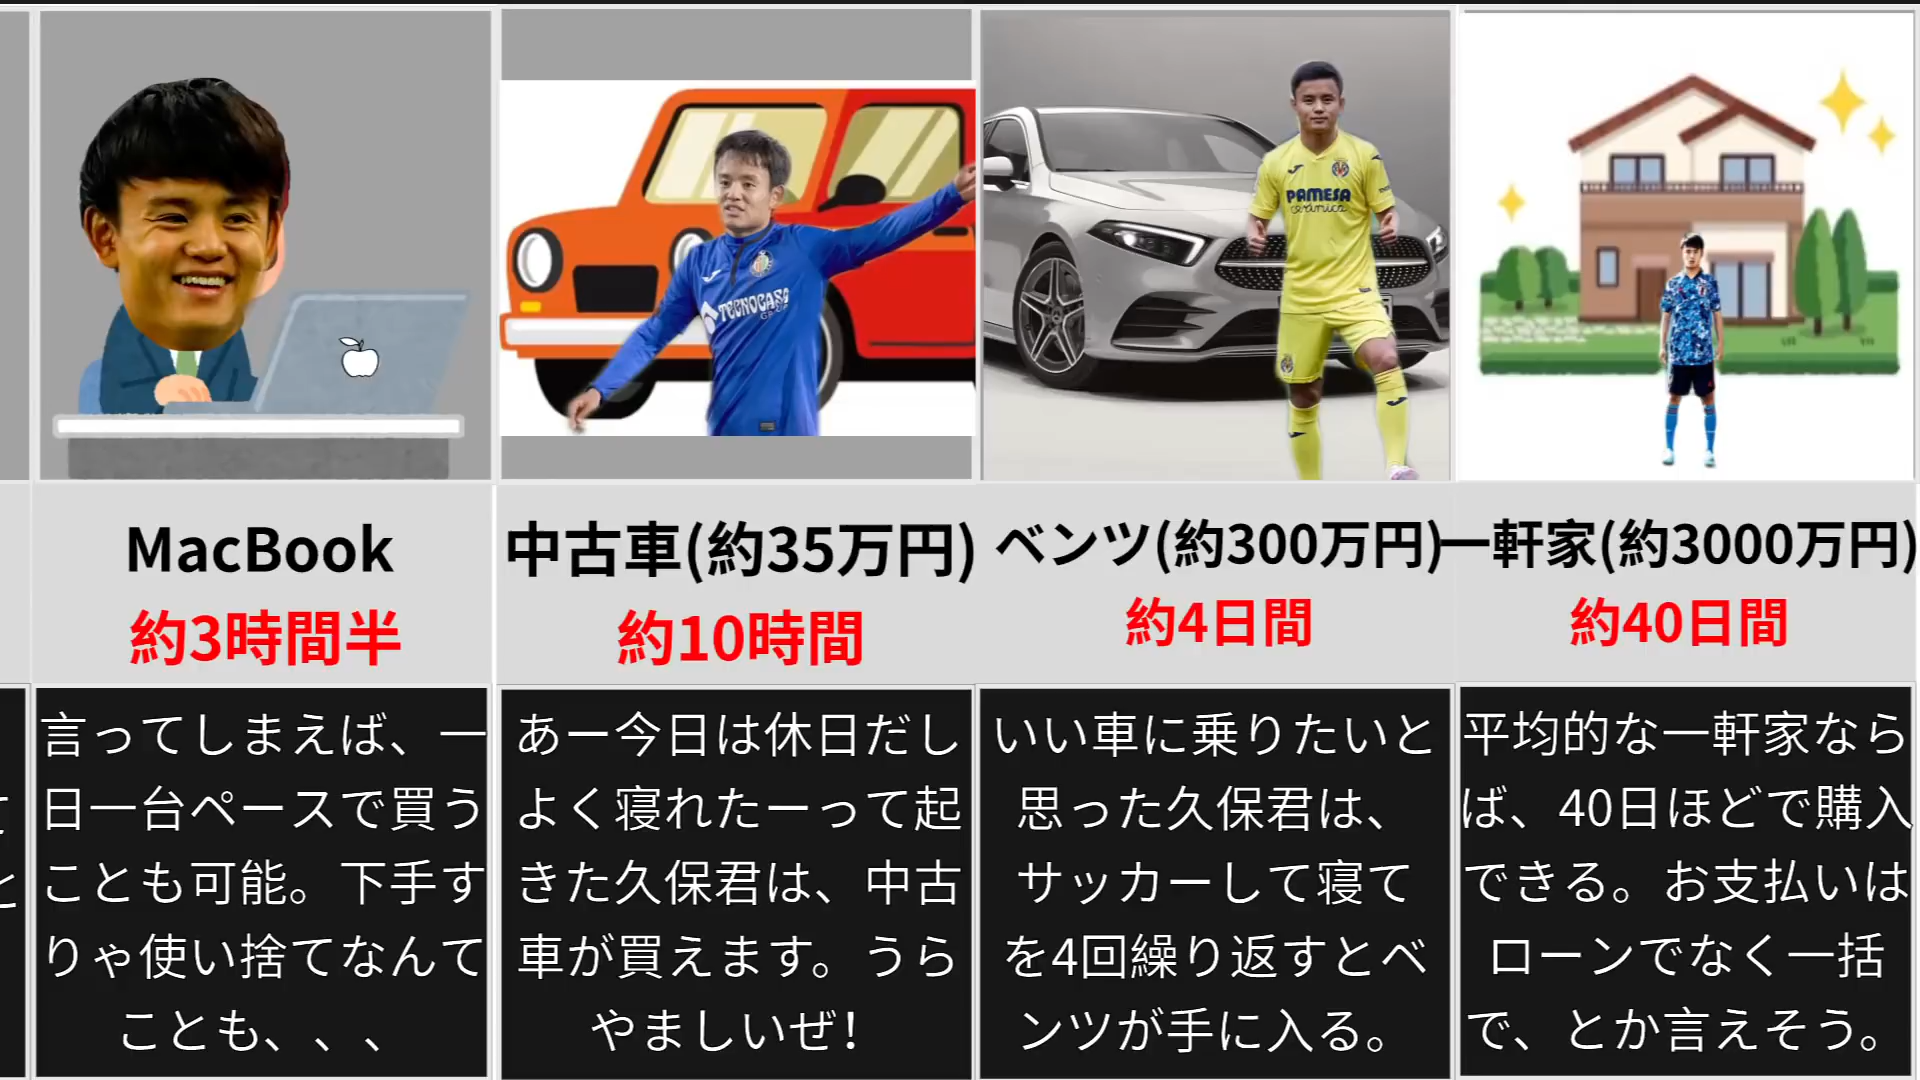 TECNOCASA
GROUP
PAMESA
cerámica
MacBook
約3時間半
言ってしまえば、一
日一台ペースで買う
ことも可能。下手す
りゃ使い捨てなんて
ことも、、、
中古車(約35万円)
約10時間
あー今日は休日だし
よく寝れたーって起
きた久保君は、中古
車が買えます。うら
やましいぜ！
ベンツ(約300万円)
約4日間
いい車に乗りたいと
思った久保君は、
サッカーして寝て
を4回繰り返すとベ
ンツが手に入る。
一軒家(約3000万円)
約40日間
平均的な一軒家なら
ば、40日ほどで購入
できる。お支払いは
ローンでなく一括
で、とか言えそう。